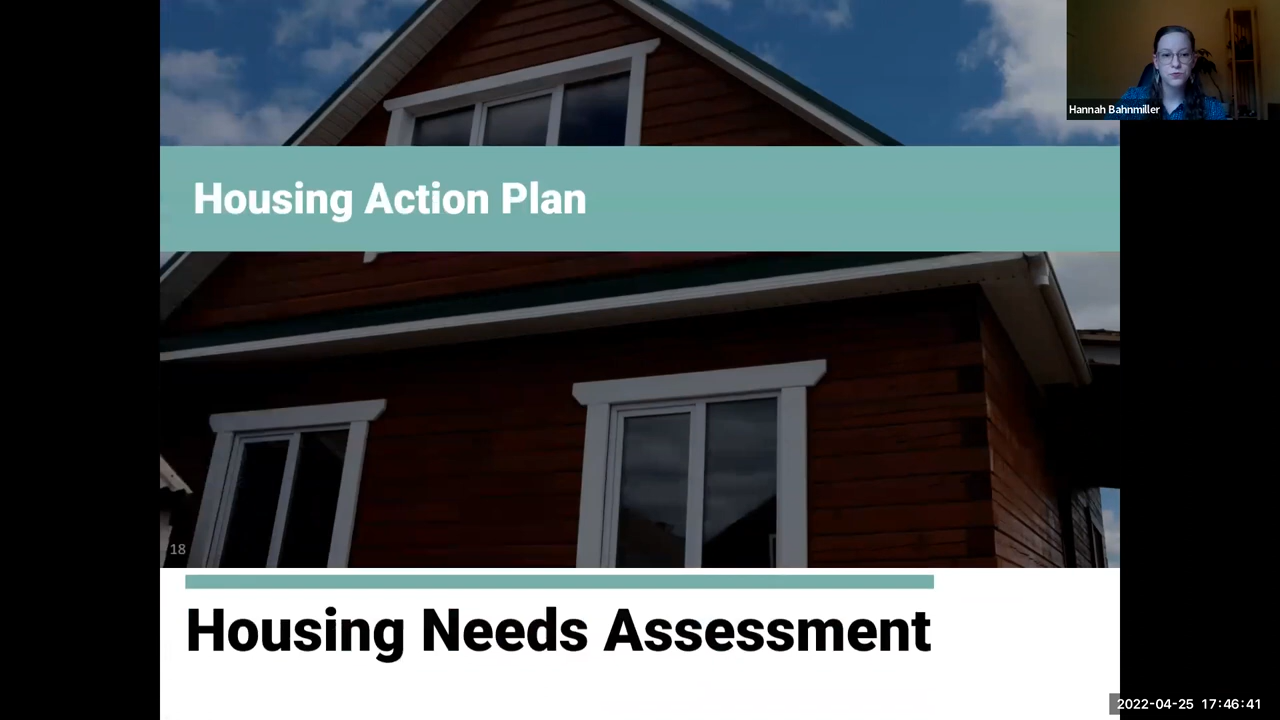 Hannah Bahnmiller
Housing Action Plan
18
Housing Needs Assessment
2022-04-25 17:46:41